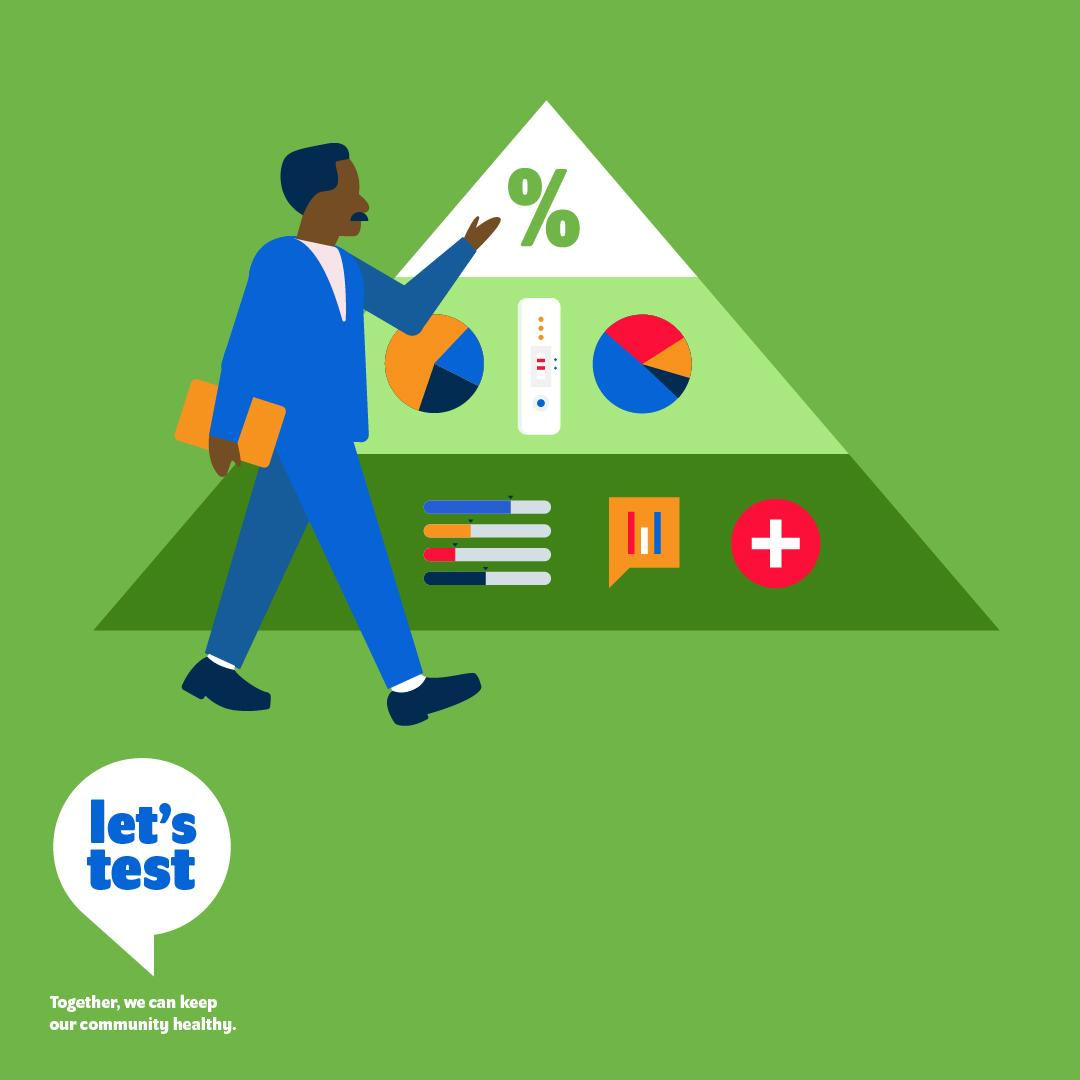 %
let's
test
Together, we can keep
our community healthy.